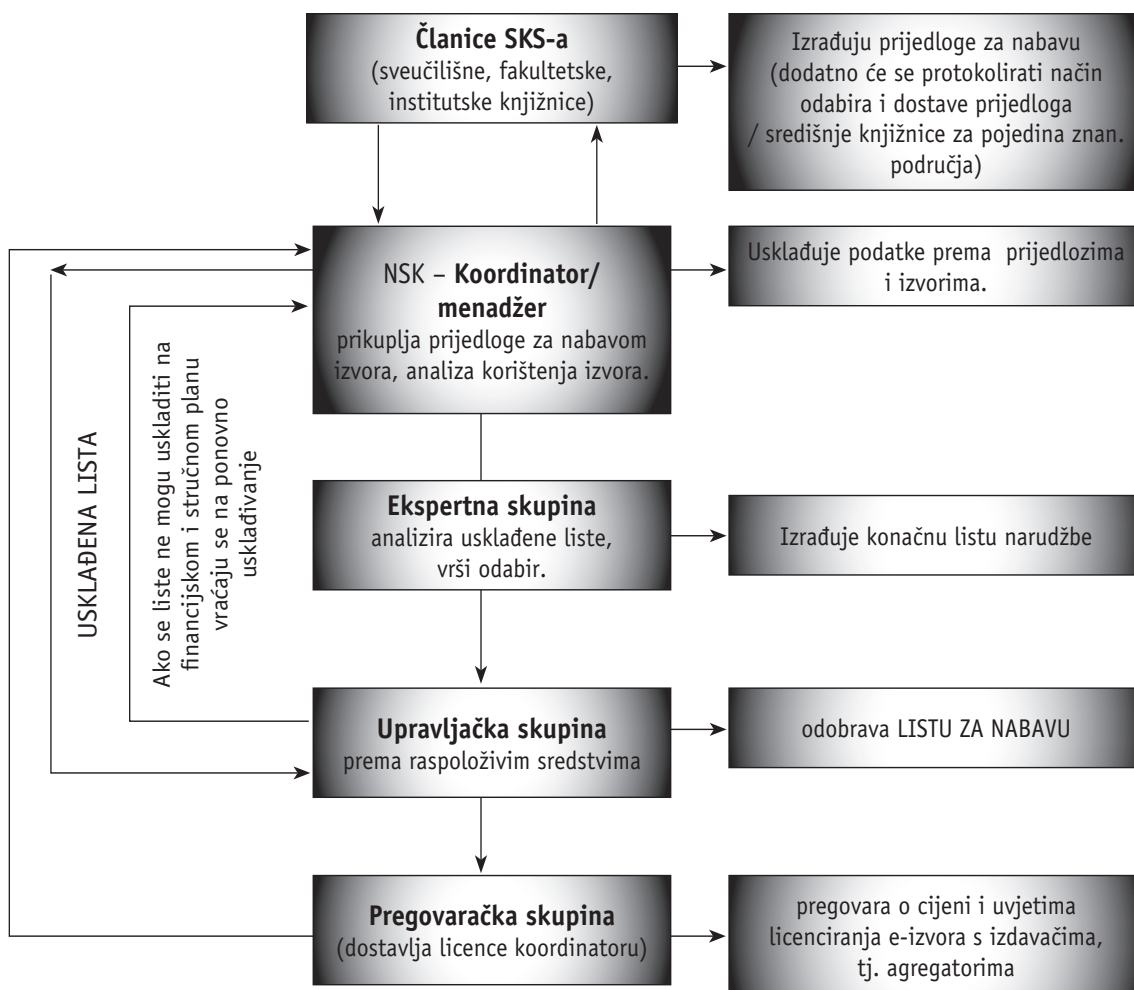 Članice SKS-a
(sveučilišne, fakultetske,
institutske knjižnice)
Izrađuju prijedloge za nabavu
(dodatno će se protokolirati način
odabira i dostave prijedloga
/ središnje knjižnice za pojedina znan.
područja)
NSK – Koordinator/
menadžer
prikuplja prijedloge za nabavom
izvora, analiza korištenja izvora.
Usklađuje podatke prema prijedlozima
i izvorima.
USKLAĐENA LISTA
Ako se liste ne mogu uskladiti na
financijskom i stručnom planu
vraćaju se na ponovno
usklađivanje
Ekspertna skupina
analizira usklađene liste,
vrši odabir.
Izrađuje konačnu listu narudžbe
Upravljačka skupina
prema raspoloživim sredstvima
odobrava LISTU ZA NABAVU
Pregovaračka skupina
(dostavlja licence koordinatoru)
pregovara o cijeni i uvjetima
licenciranja e-izvora s izdavačima,
tj. agregatorima